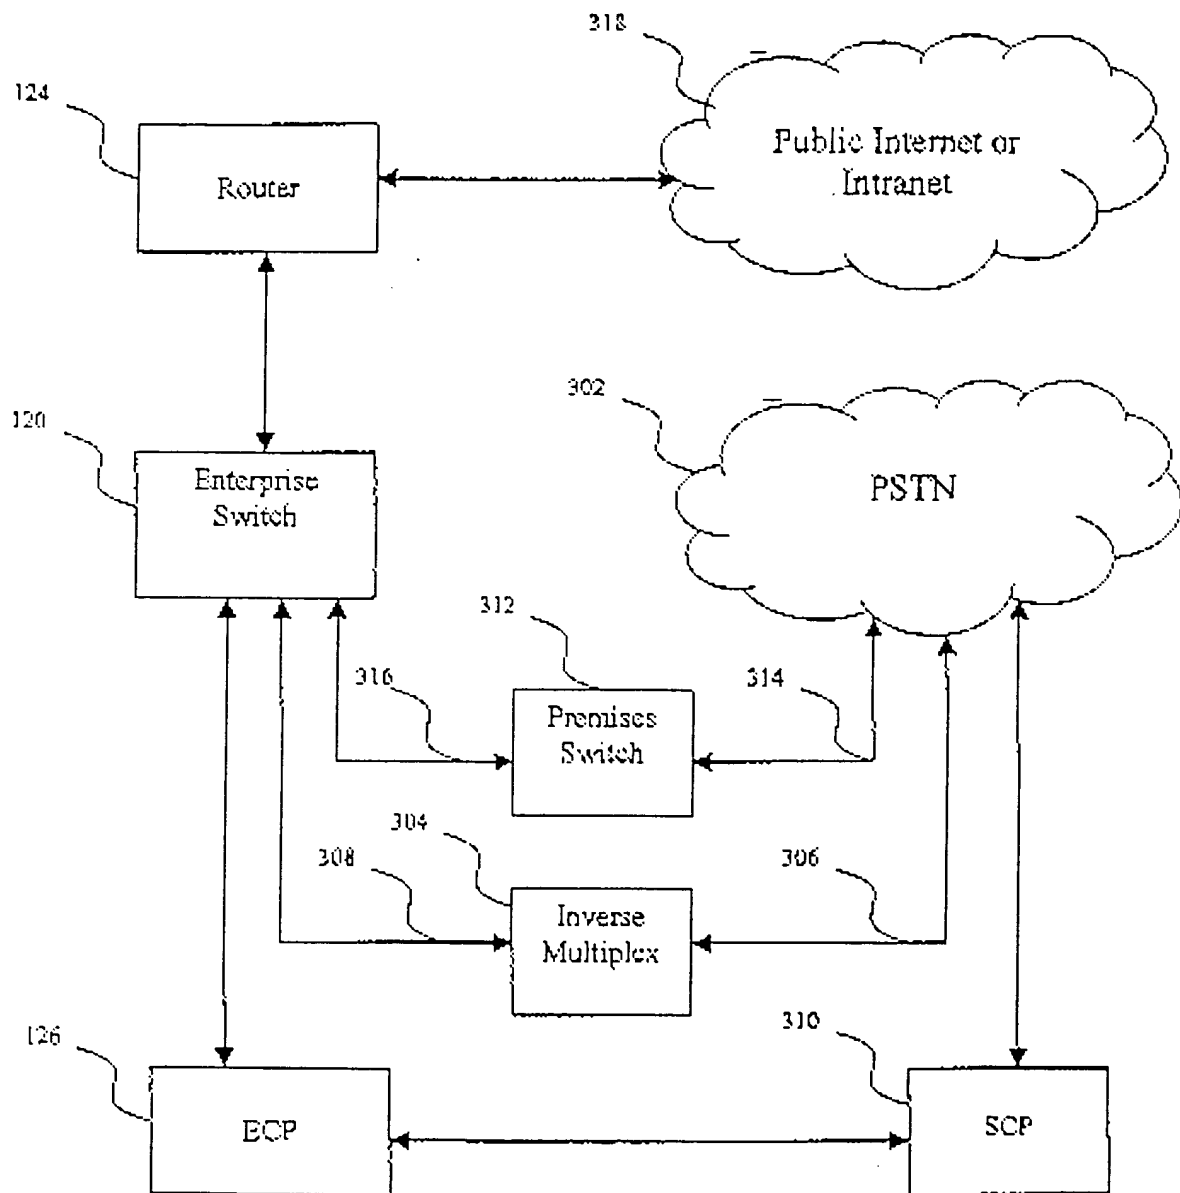 318
124
Public Internet or
Intranet
Router
302
120
Enterprise
Switch
PSTN
312
316
314
Premises
Switch
304
308
306
Inverse
Multiplex
126
310
ECP
SCP